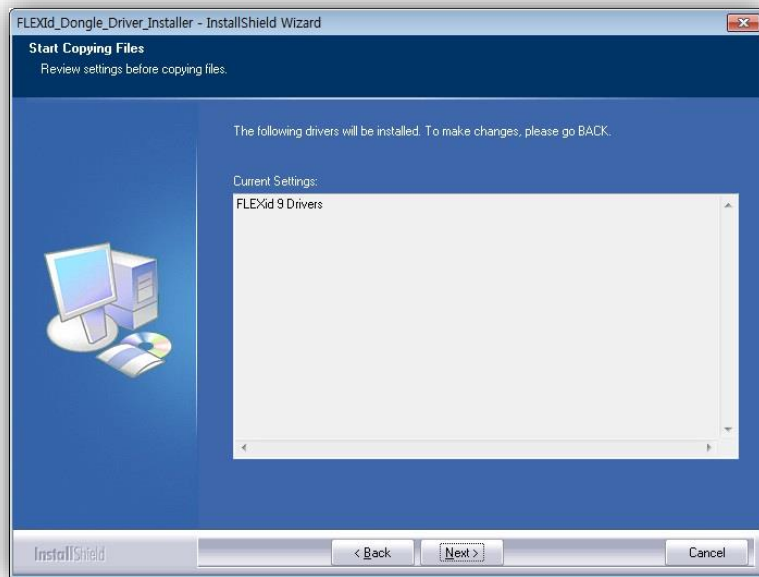 FLEXId_Dongle_Driver_Installer - InstallShield Wizard
Start Copying Files
Review settings before copying files.
The following drivers will be installed. To make changes, please go BACK.
Current Settings:
FLEXid 9 Drivers
InstallShield
< Back
Next >
Cancel